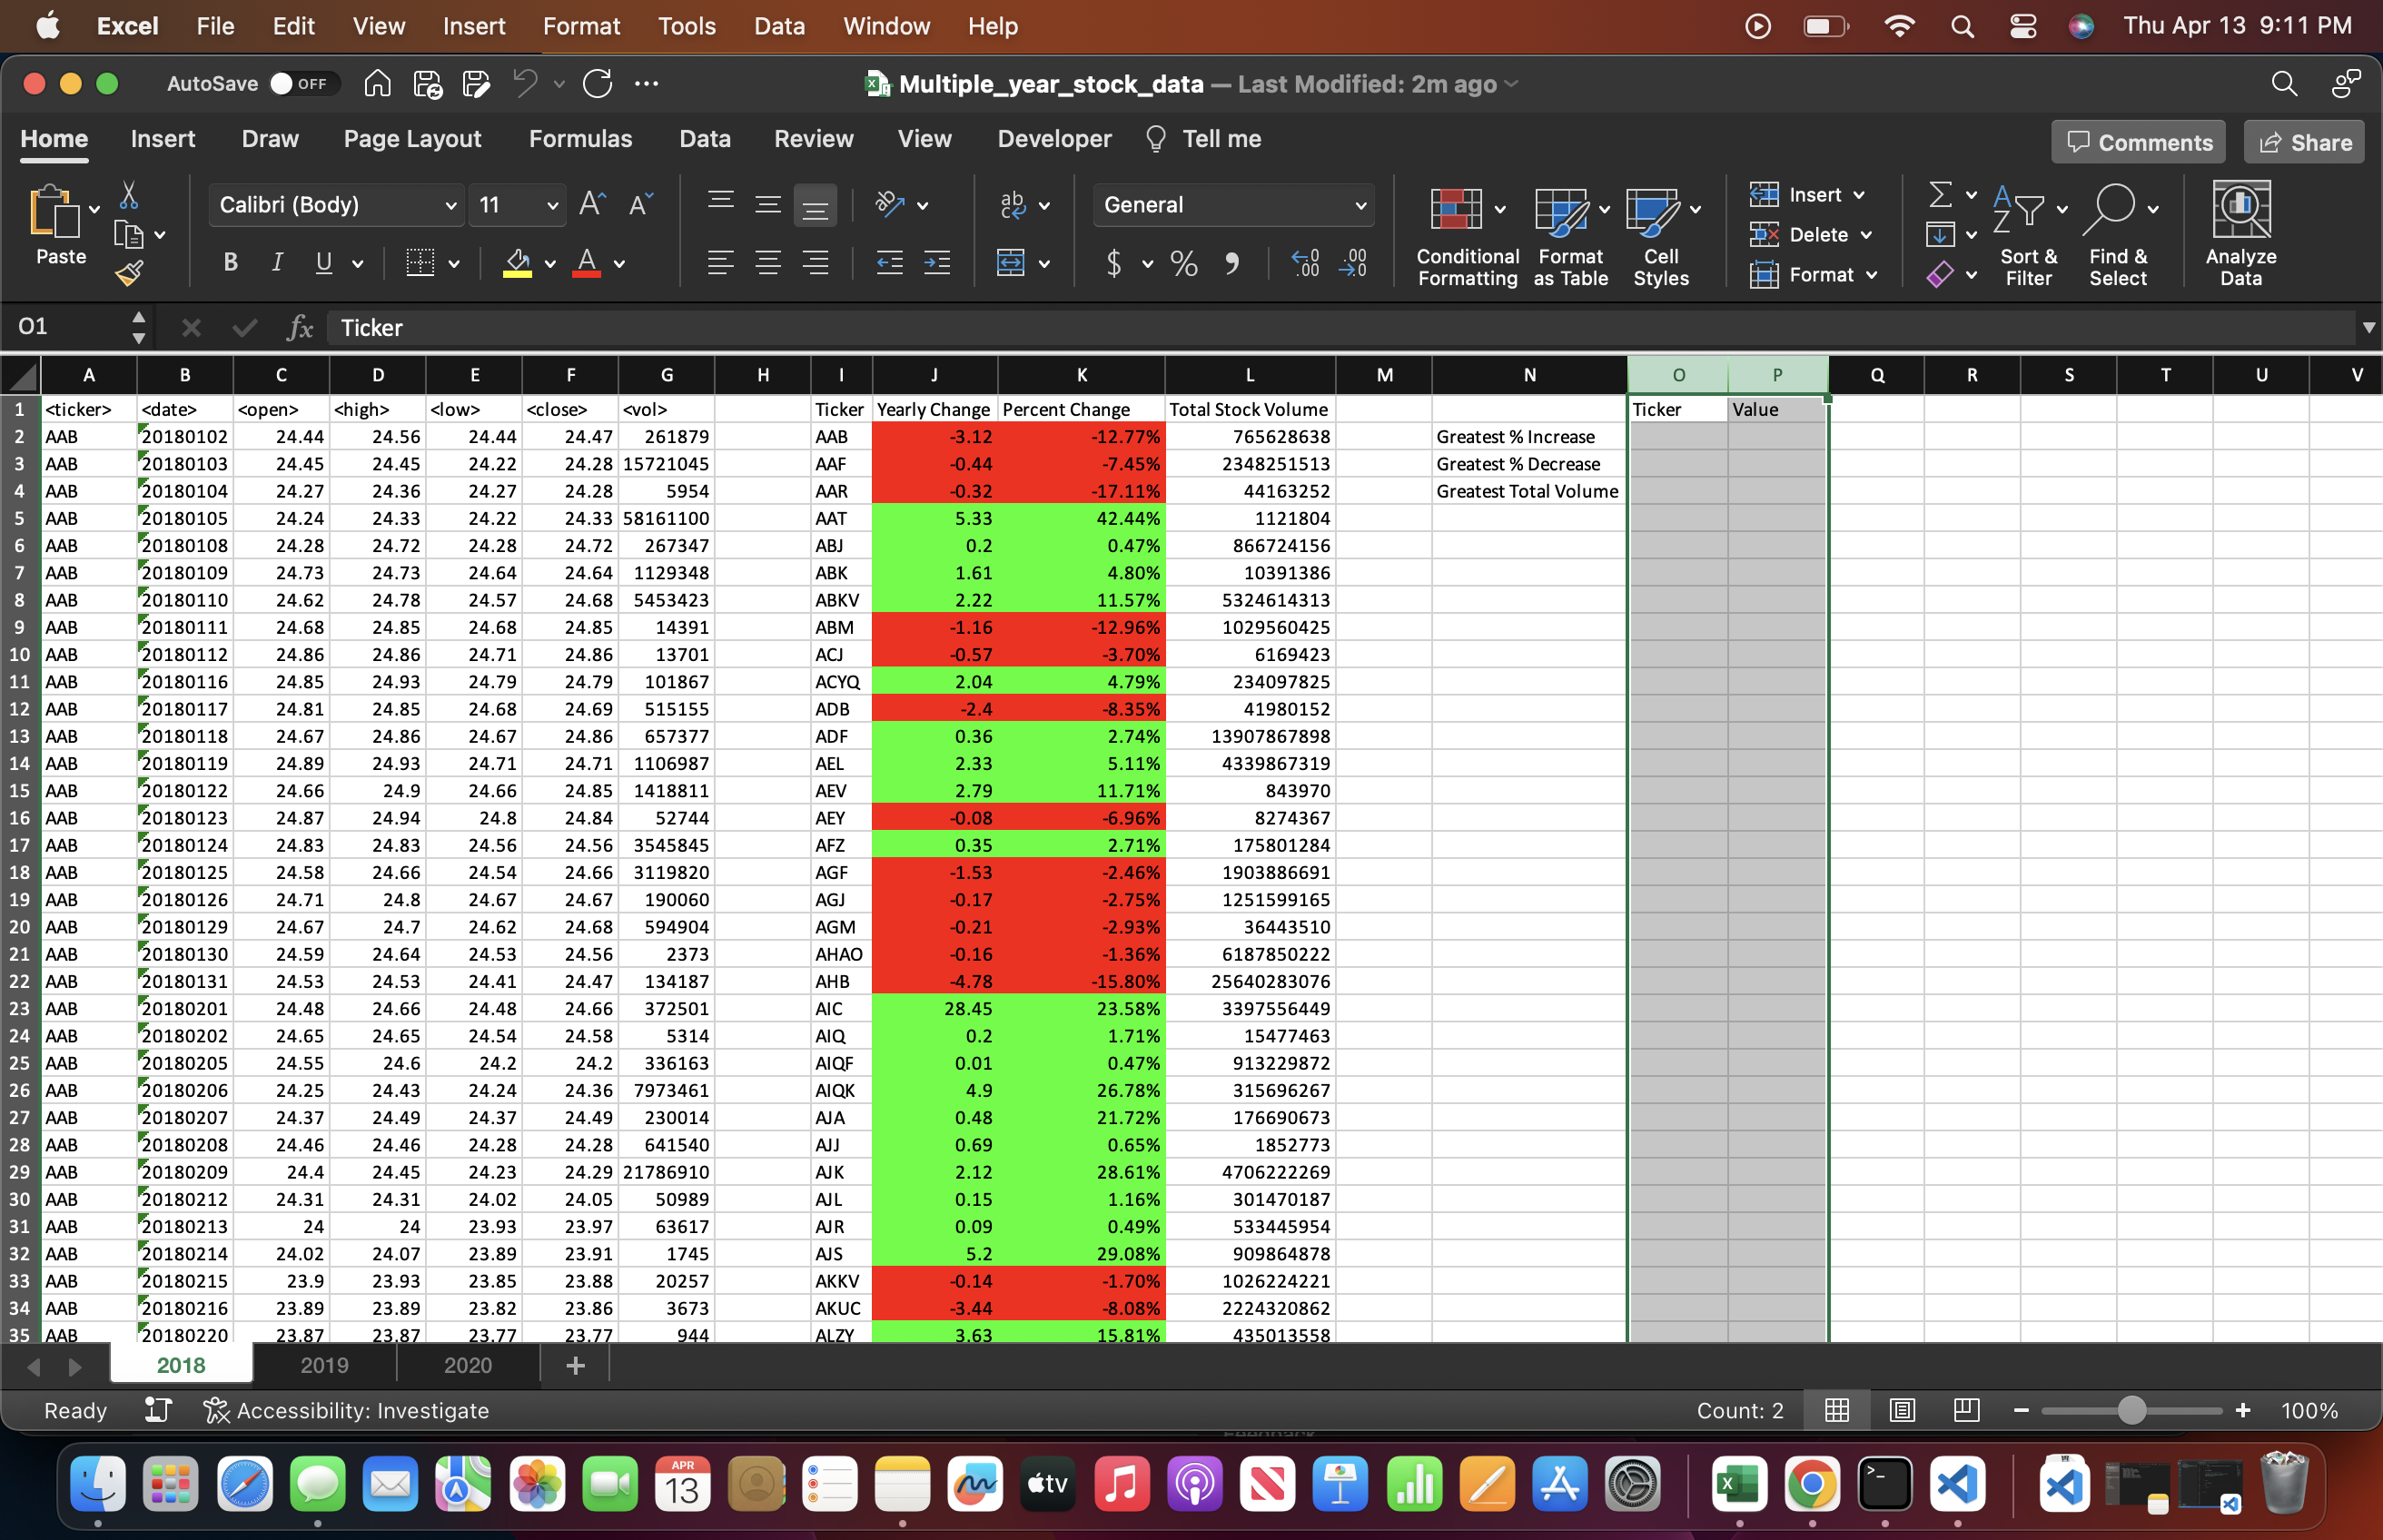 Excel File Edit View Insert Format Tools Data Window Help Thu Apr 13 9:11 PM
AutoSave OFF Multiple_year_stock_data — Last Modified: 2m ago
Home Insert Draw Page Layout Formulas Data Review View Developer Tell me Comments Share
Paste Calibri (Body) 11 General Conditional Formatting Format as Table Cell Styles Insert Delete Format Sort & Filter Find & Select Analyze Data
O1 fx Ticker
A B C D E F G H I J K L M N O P Q R S T U V
1 <ticker> <date> <open> <high> <low> <close> <vol> Ticker Yearly Change Percent Change Total Stock Volume Ticker Value
2 AAB 20180102 24.44 24.56 24.44 24.47 261879 AAB -3.12 -12.77% 765628638 Greatest % Increase
3 AAB 20180103 24.45 24.45 24.22 24.28 15721045 AAF -0.44 -7.45% 2348251513 Greatest % Decrease
4 AAB 20180104 24.27 24.36 24.27 24.28 5954 AAR -0.32 -17.11% 44163252 Greatest Total Volume
5 AAB 20180105 24.24 24.33 24.22 24.33 58161100 AAT 5.33 42.44% 1121804
6 AAB 20180108 24.28 24.72 24.28 24.72 267347 ABJ 0.2 0.47% 866724156
7 AAB 20180109 24.73 24.73 24.64 24.64 1129348 ABK 1.61 4.80% 10391386
8 AAB 20180110 24.62 24.78 24.57 24.68 5453423 ABKV 2.22 11.57% 5324614313
9 AAB 20180111 24.68 24.85 24.68 24.85 14391 ABM -1.16 -12.96% 1029560425
10 AAB 20180112 24.86 24.86 24.71 24.86 13701 ACJ -0.57 -3.70% 6169423
11 AAB 20180116 24.85 24.93 24.79 24.79 101867 ACYQ 2.04 4.79% 234097825
12 AAB 20180117 24.81 24.85 24.68 24.69 515155 ADB -2.4 -8.35% 41980152
13 AAB 20180118 24.67 24.86 24.67 24.86 657377 ADF 0.36 2.74% 13907867898
14 AAB 20180119 24.89 24.93 24.71 24.71 1106987 AEL 2.33 5.11% 4339867319
15 AAB 20180122 24.66 24.9 24.66 24.85 1418811 AEV 2.79 11.71% 843970
16 AAB 20180123 24.87 24.94 24.8 24.84 52744 AEY -0.08 -6.96% 8274367
17 AAB 20180124 24.83 24.83 24.56 24.56 3545845 AFZ 0.35 2.71% 175801284
18 AAB 20180125 24.58 24.66 24.54 24.66 3119820 AGF -1.53 -2.46% 1903886691
19 AAB 20180126 24.71 24.8 24.67 24.67 190060 AGJ -0.17 -2.75% 1251599165
20 AAB 20180129 24.67 24.7 24.62 24.68 594904 AGM -0.21 -2.93% 36443510
21 AAB 20180130 24.59 24.64 24.53 24.56 2373 AHAO -0.16 -1.36% 6187850222
22 AAB 20180131 24.53 24.53 24.41 24.47 134187 AHB -4.78 -15.80% 25640283076
23 AAB 20180201 24.48 24.66 24.48 24.66 372501 AIC 28.45 23.58% 3397556449
24 AAB 20180202 24.65 24.65 24.54 24.58 5314 AIQ 0.2 1.71% 15477463
25 AAB 20180205 24.55 24.6 24.2 24.2 336163 AIQF 0.01 0.47% 913229872
26 AAB 20180206 24.25 24.43 24.24 24.36 7973461 AIQK 4.9 26.78% 315696267
27 AAB 20180207 24.37 24.49 24.37 24.49 230014 AJA 0.48 21.72% 176690673
28 AAB 20180208 24.46 24.46 24.28 24.28 641540 AJJ 0.69 0.65% 1852773
29 AAB 20180209 24.4 24.45 24.23 24.29 21786910 AJK 2.12 28.61% 4706222269
30 AAB 20180212 24.31 24.31 24.02 24.05 50989 AJL 0.15 1.16% 301470187
31 AAB 20180213 24 24 23.93 23.97 63617 AJR 0.09 0.49% 533445954
32 AAB 20180214 24.02 24.07 23.89 23.91 1745 AJS 5.2 29.08% 909864878
33 AAB 20180215 23.9 23.93 23.85 23.88 20257 AKKV -0.14 -1.70% 1026224221
34 AAB 20180216 23.89 23.89 23.82 23.86 3673 AKUC -3.44 -8.08% 2224320862
35 AAB 20180220 23.87 23.87 23.77 23.77 944 ALZY 3.63 15.81% 435013558
2018 2019 2020
Ready Accessibility: Investigate Count: 2 100%
APR
13
tv